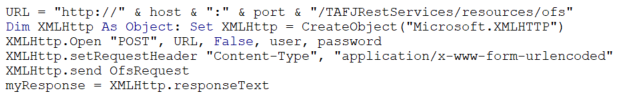 URL = "http://" & host & ":" & port & "/TAFJRestServices/resources/ofs"
Dim XMLHttp As Object: Set XMLHttp = CreateObject("Microsoft.XMLHTTP")
XMLHttp.Open "POST", URL, False, user, password
XMLHttp.setRequestHeader "Content-Type", "application/x-www-form-urlencoded"
XMLHttp.send OfsRequest
myResponse = XMLHttp.responseText